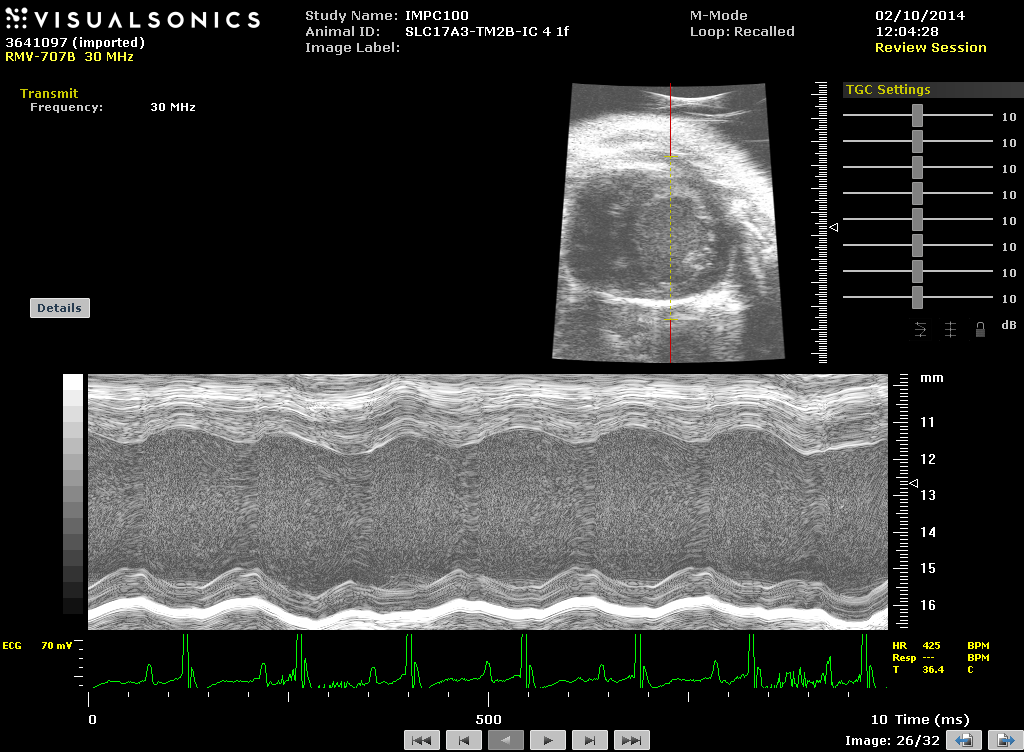 VISUALSONICS
3641097 (imported)
RMV-707B 30 MHz
Study Name: IMPC100
Animal ID: SLC17A3-TM2B-IC 4 1f
Image Label:
M-Mode
Loop: Recalled
02/10/2014
12:04:28
Review Session
Transmit
Frequency: 30 MHz
TGC Settings
10
10
10
10
10
10
10
10
dB
Details
mm
11
12
13
14
15
16
ECG 70 mV
HR 425 BPM
Resp --- BPM
T 36.4 C
0 500 10 Time (ms)
Image: 26/32